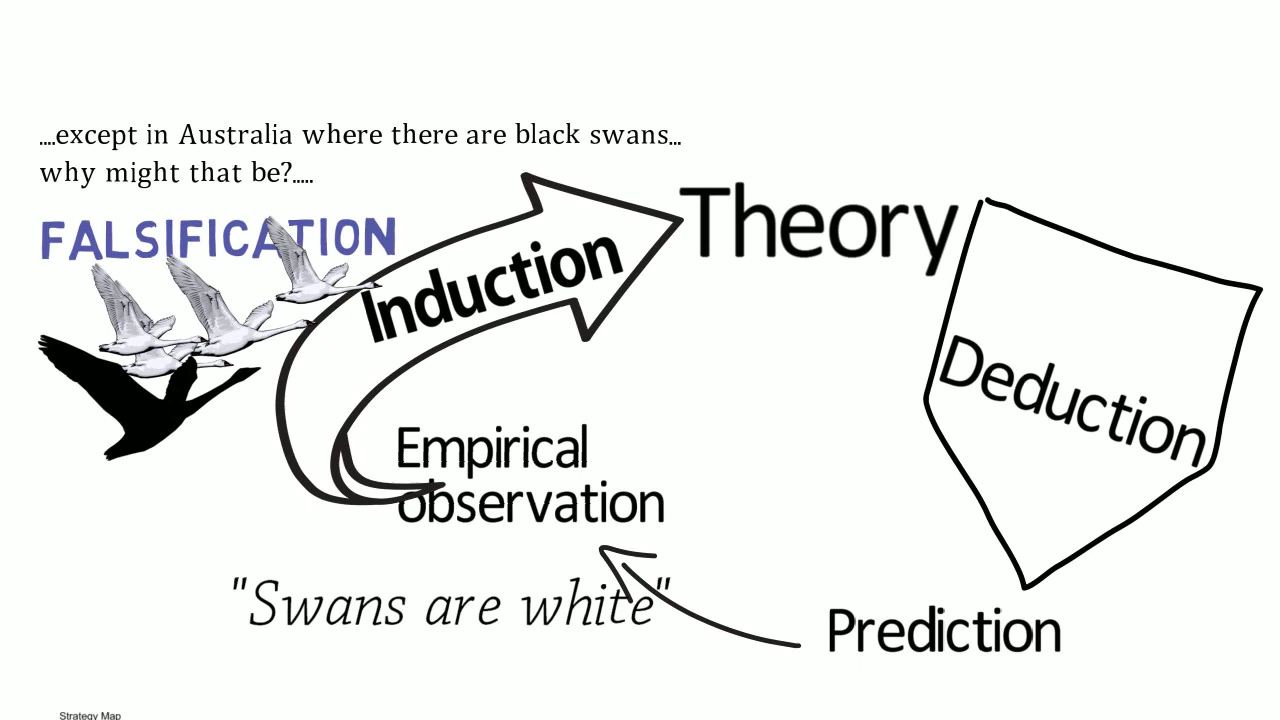 ....except in Australia where there are black swans...
why might that be?.....
FALSIFICATION
Induction
Theory
Deduction
Empirical
observation
"Swans are white"
Prediction
Strategy Map